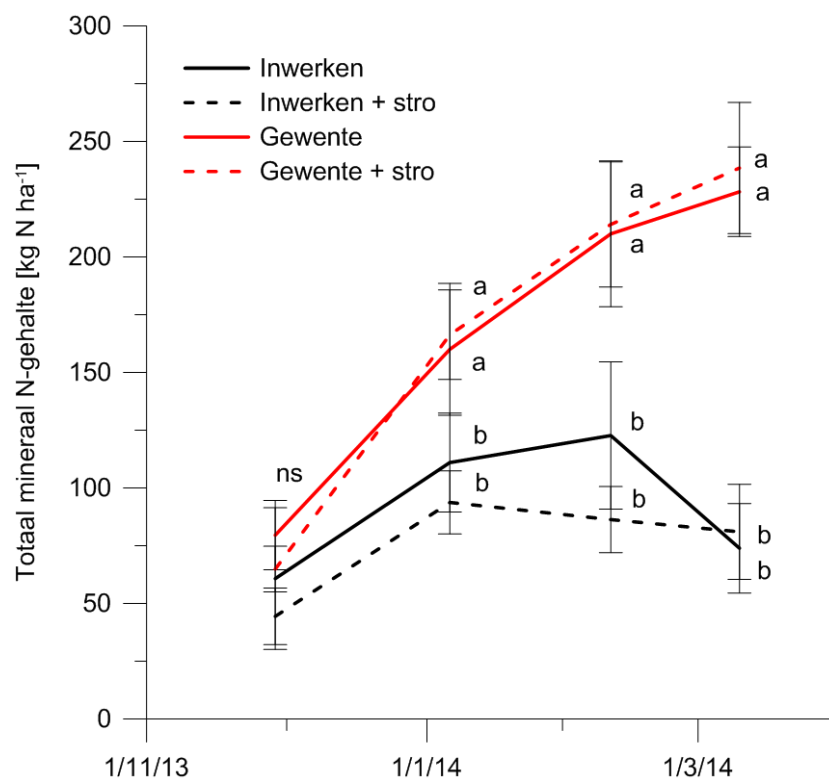 Totaal mineraal N-gehalte [kg N ha⁻¹]
300
250
200
150
100
50
0
Inwerken
Inwerken + stro
Gewente
Gewente + stro
ns
a
a
b
b
a
a
b
b
a
a
b
b
1/11/13
1/1/14
1/3/14